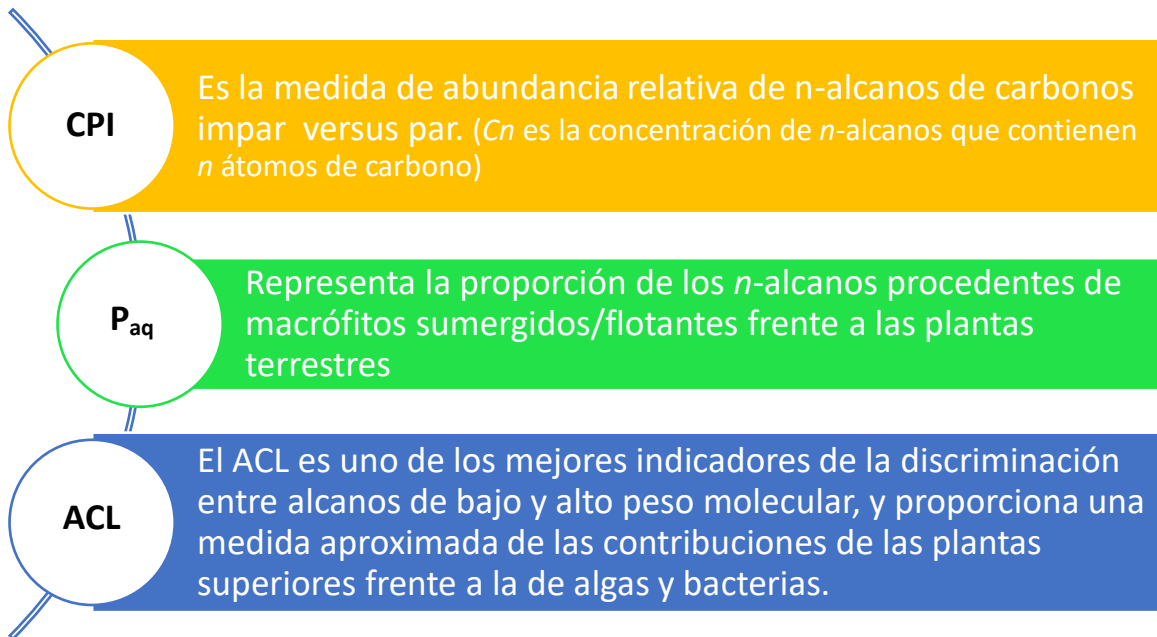 CPI
Es la medida de abundancia relativa de n-alcanos de carbonos
impar  versus par. (Cn es la concentración de n-alcanos que contienen
n átomos de carbono)
Paq
Representa la proporción de los n-alcanos procedentes de
macrófitos sumergidos/flotantes frente a las plantas
terrestres
ACL
El ACL es uno de los mejores indicadores de la discriminación
entre alcanos de bajo y alto peso molecular, y proporciona una
medida aproximada de las contribuciones de las plantas
superiores frente a la de algas y bacterias.